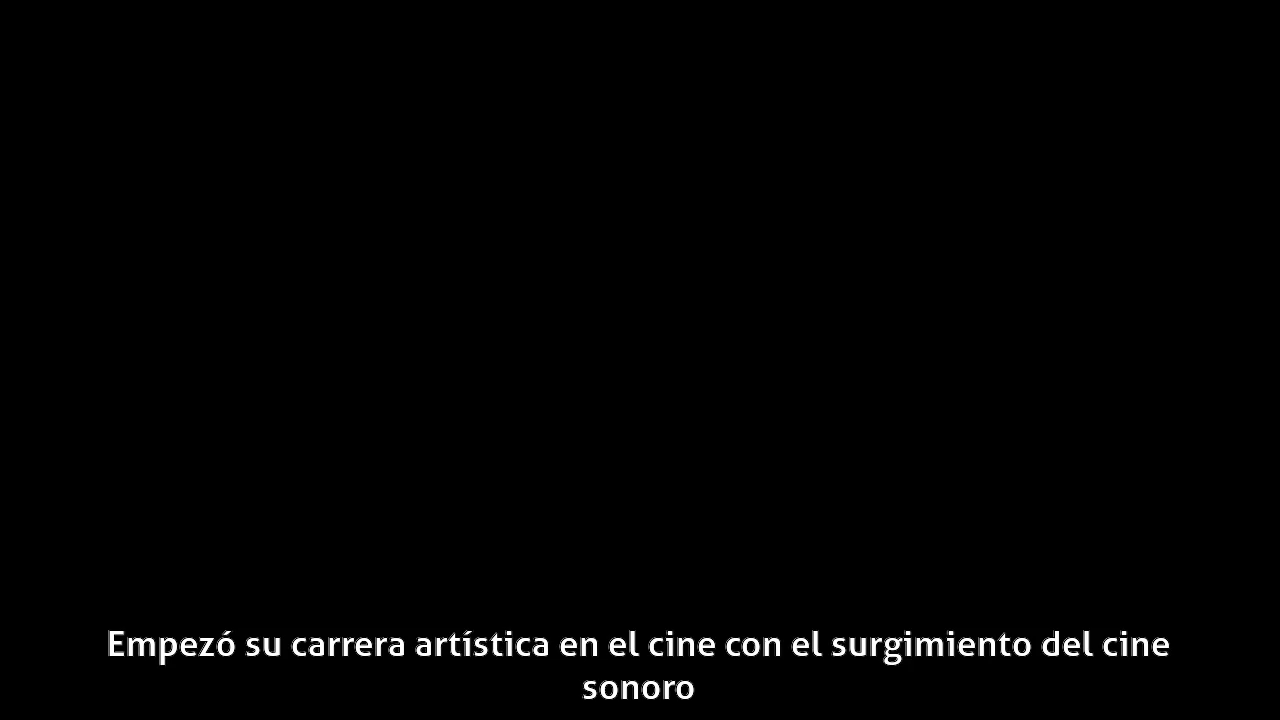 Empezó su carrera artística en el cine con el surgimiento del cine
sonoro